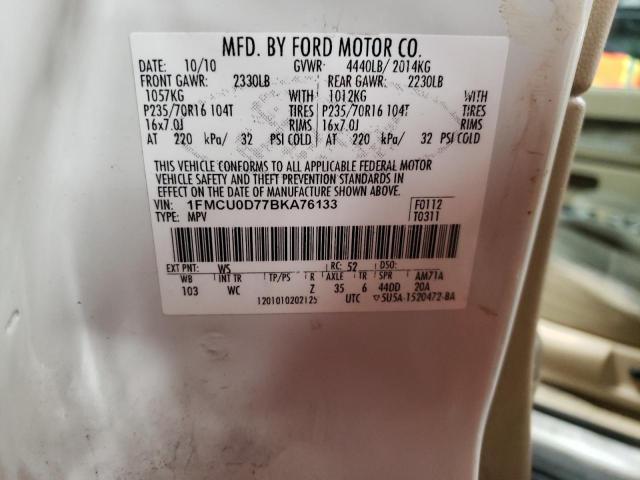 MFD. BY FORD MOTOR CO.
DATE: 10/10 GVWR: 4440LB/ 2014KG
FRONT GAWR: 2330LB REAR GAWR: 2230LB
1057KG WITH 1012KG WITH
P235/70R16 104T TIRES P235/70R16 104T TIRES
16x7.0J RIMS 16x7.0J RIMS
AT 220 kPa/ 32 PSI COLD AT 220 kPa/ 32 PSI COLD
THIS VEHICLE CONFORMS TO ALL APPLICABLE FEDERAL MOTOR
VEHICLE SAFETY AND THEFT PREVENTION STANDARDS IN
EFFECT ON THE DATE OF MANUFACTURE SHOWN ABOVE.
VIN: 1FMCU0D77BKA76133 F0112
TYPE: MPV T0311
EXT PNT: WS RC: 52 DSO:
WB INT TR TP/PS R AXLE TR SPR AM71A
103 WC Z 35 6 44DD 20A
1201010202125 UTC ▽5U5A-1520472-BA